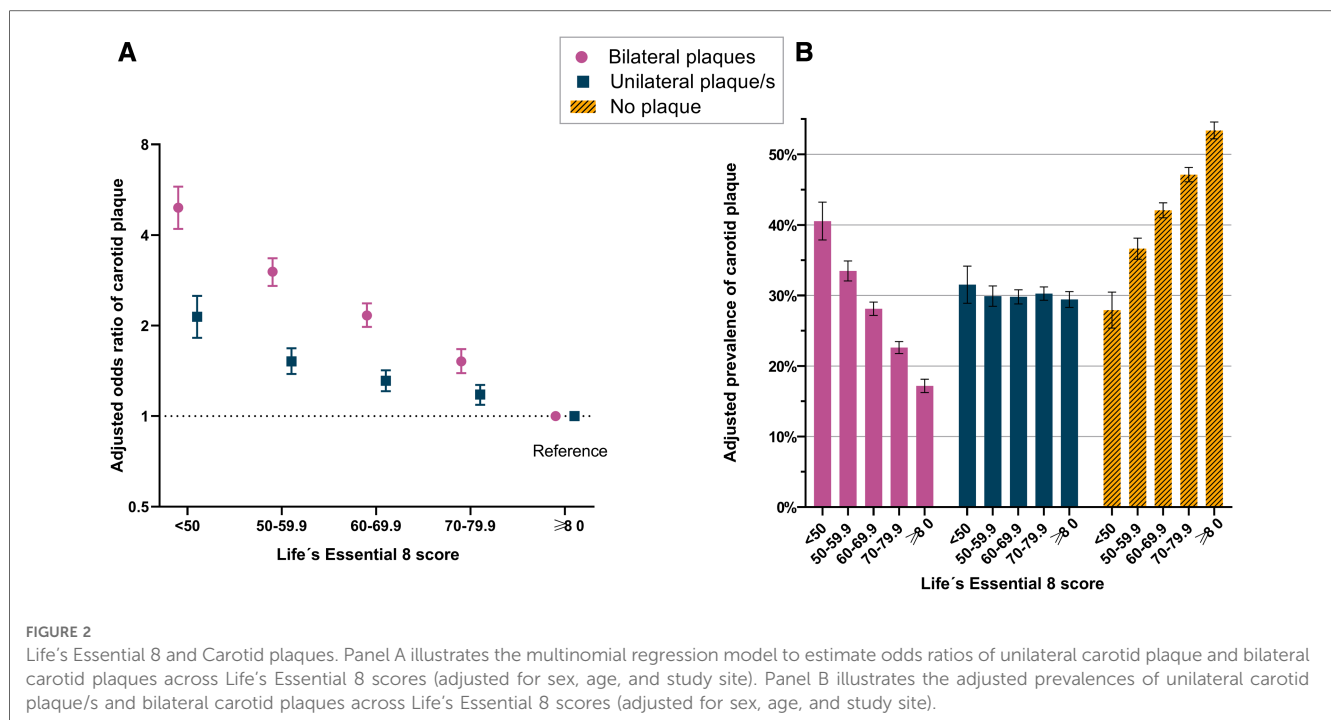 A
B
Bilateral plaques
Unilateral plaque/s
No plaque
Adjusted odds ratio of carotid plaque
8
4
2
1
0.5
Reference
<50
50-59.9
60-69.9
70-79.9
⩾8 0
Life´s Essential 8 score
Adjusted prevalence of carotid plaque
50%
40%
30%
20%
10%
0%
<50
50-59.9
60-69.9
70-79.9
⩾8 0
<50
50-59.9
60-69.9
70-79.9
⩾8 0
<50
50-59.9
60-69.9
70-79.9
⩾8 0
Life´s Essential 8 score
FIGURE 2
Life’s Essential 8 and Carotid plaques. Panel A illustrates the multinomial regression model to estimate odds ratios of unilateral carotid plaque and bilateral
carotid plaques across Life’s Essential 8 scores (adjusted for sex, age, and study site). Panel B illustrates the adjusted prevalences of unilateral carotid
plaque/s and bilateral carotid plaques across Life’s Essential 8 scores (adjusted for sex, age, and study site).